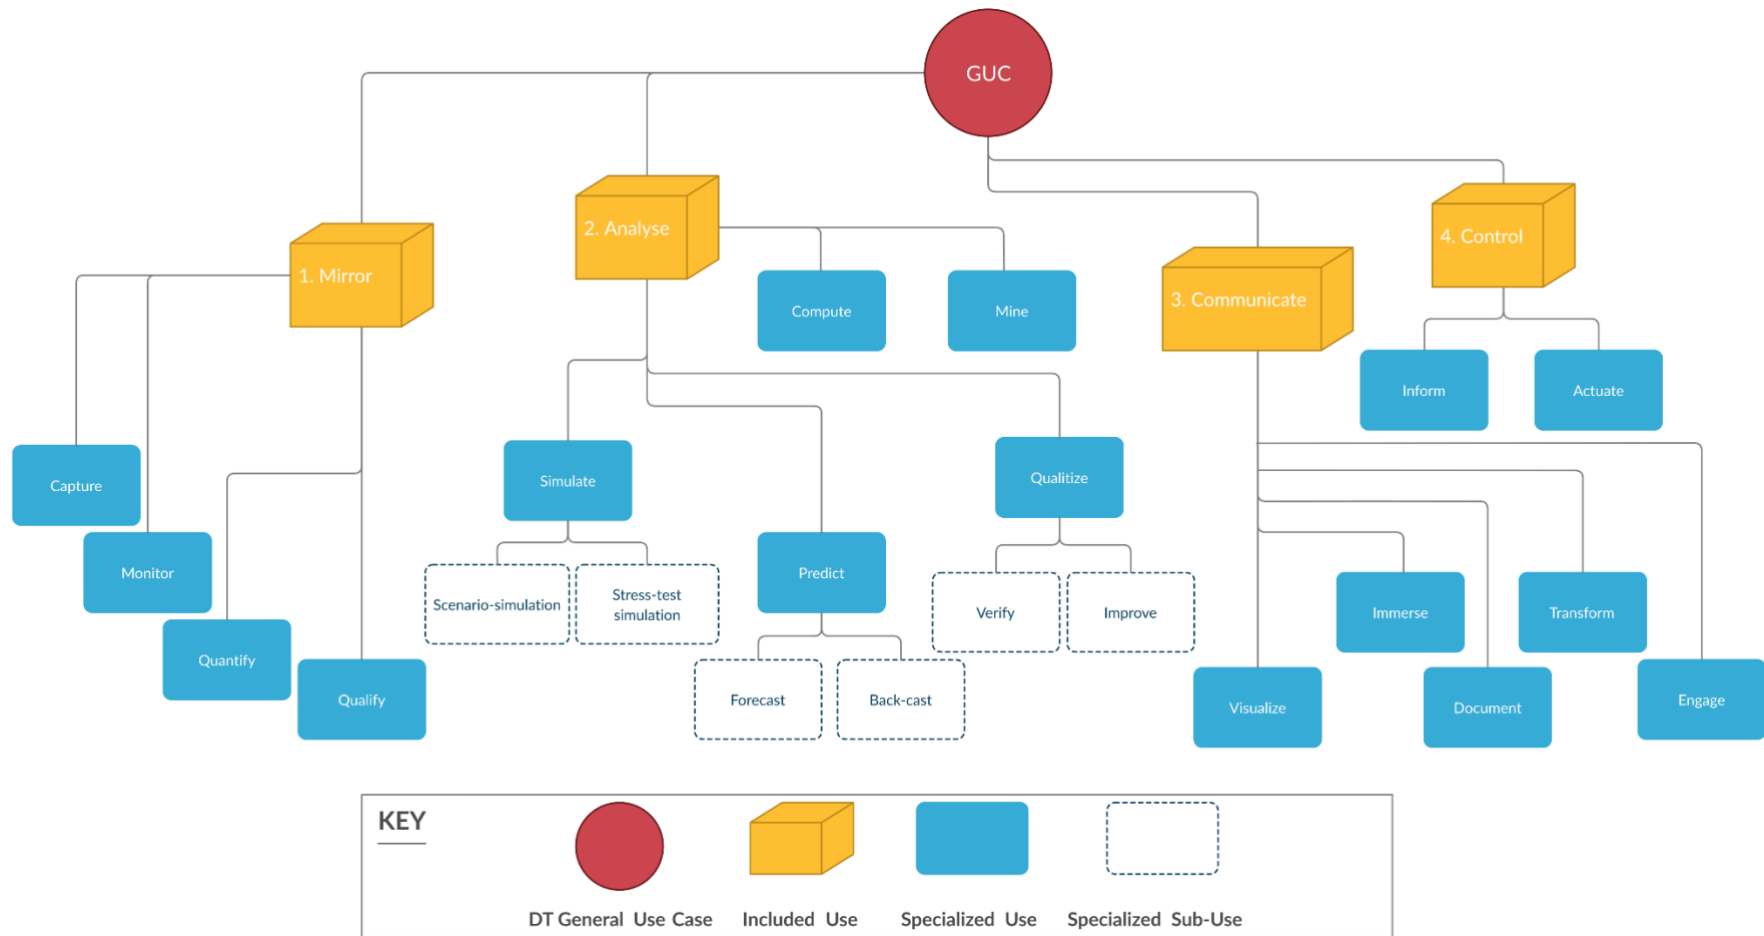 GUC
1. Mirror
2. Analyse
3. Communicate
4. Control
Compute
Mine
Inform
Actuate
Capture
Monitor
Quantify
Qualify
Simulate
Scenario-simulation
Stress-test
simulation
Predict
Forecast
Back-cast
Qualitize
Verify
Improve
Immerse
Transform
Visualize
Document
Engage
KEY
DT General Use Case
Included Use
Specialized Use
Specialized Sub-Use